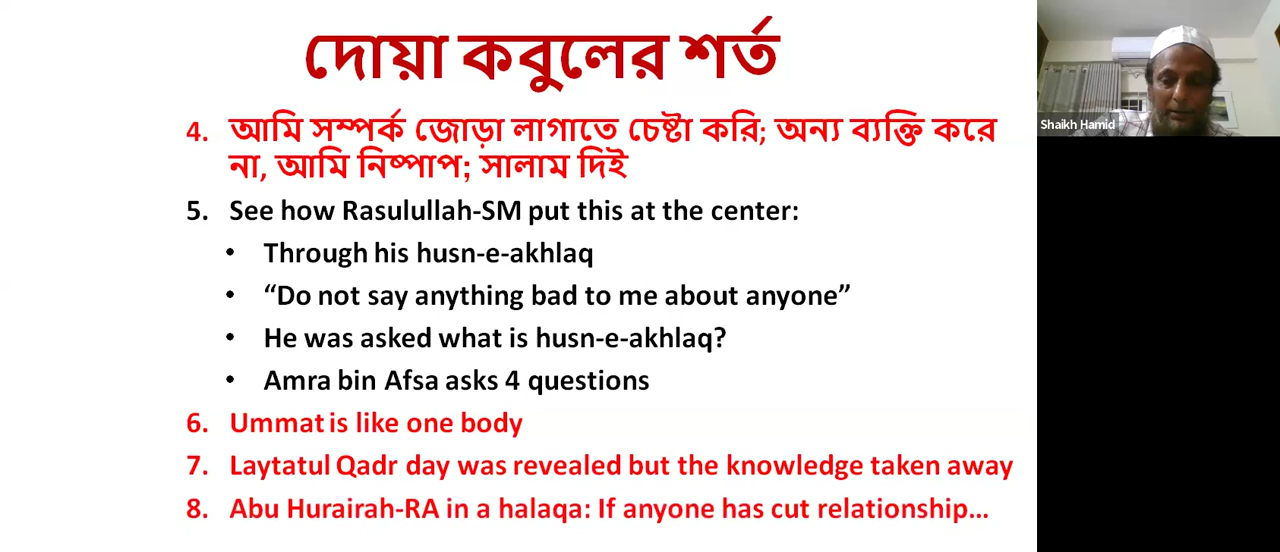 দোয়া কবুলের শর্ত
4. আমি সম্পর্ক জোড়া লাগাতে চেষ্টা করি; অন্য ব্যক্তি করে
না, আমি নিষ্পাপ; সালাম দিই
5. See how Rasulullah-SM put this at the center:
• Through his husn-e-akhlaq
• “Do not say anything bad to me about anyone”
• He was asked what is husn-e-akhlaq?
• Amra bin Afsa asks 4 questions
6. Ummat is like one body
7. Laytatul Qadr day was revealed but the knowledge taken away
8. Abu Hurairah-RA in a halaqa: If anyone has cut relationship…
Shaikh Hamid